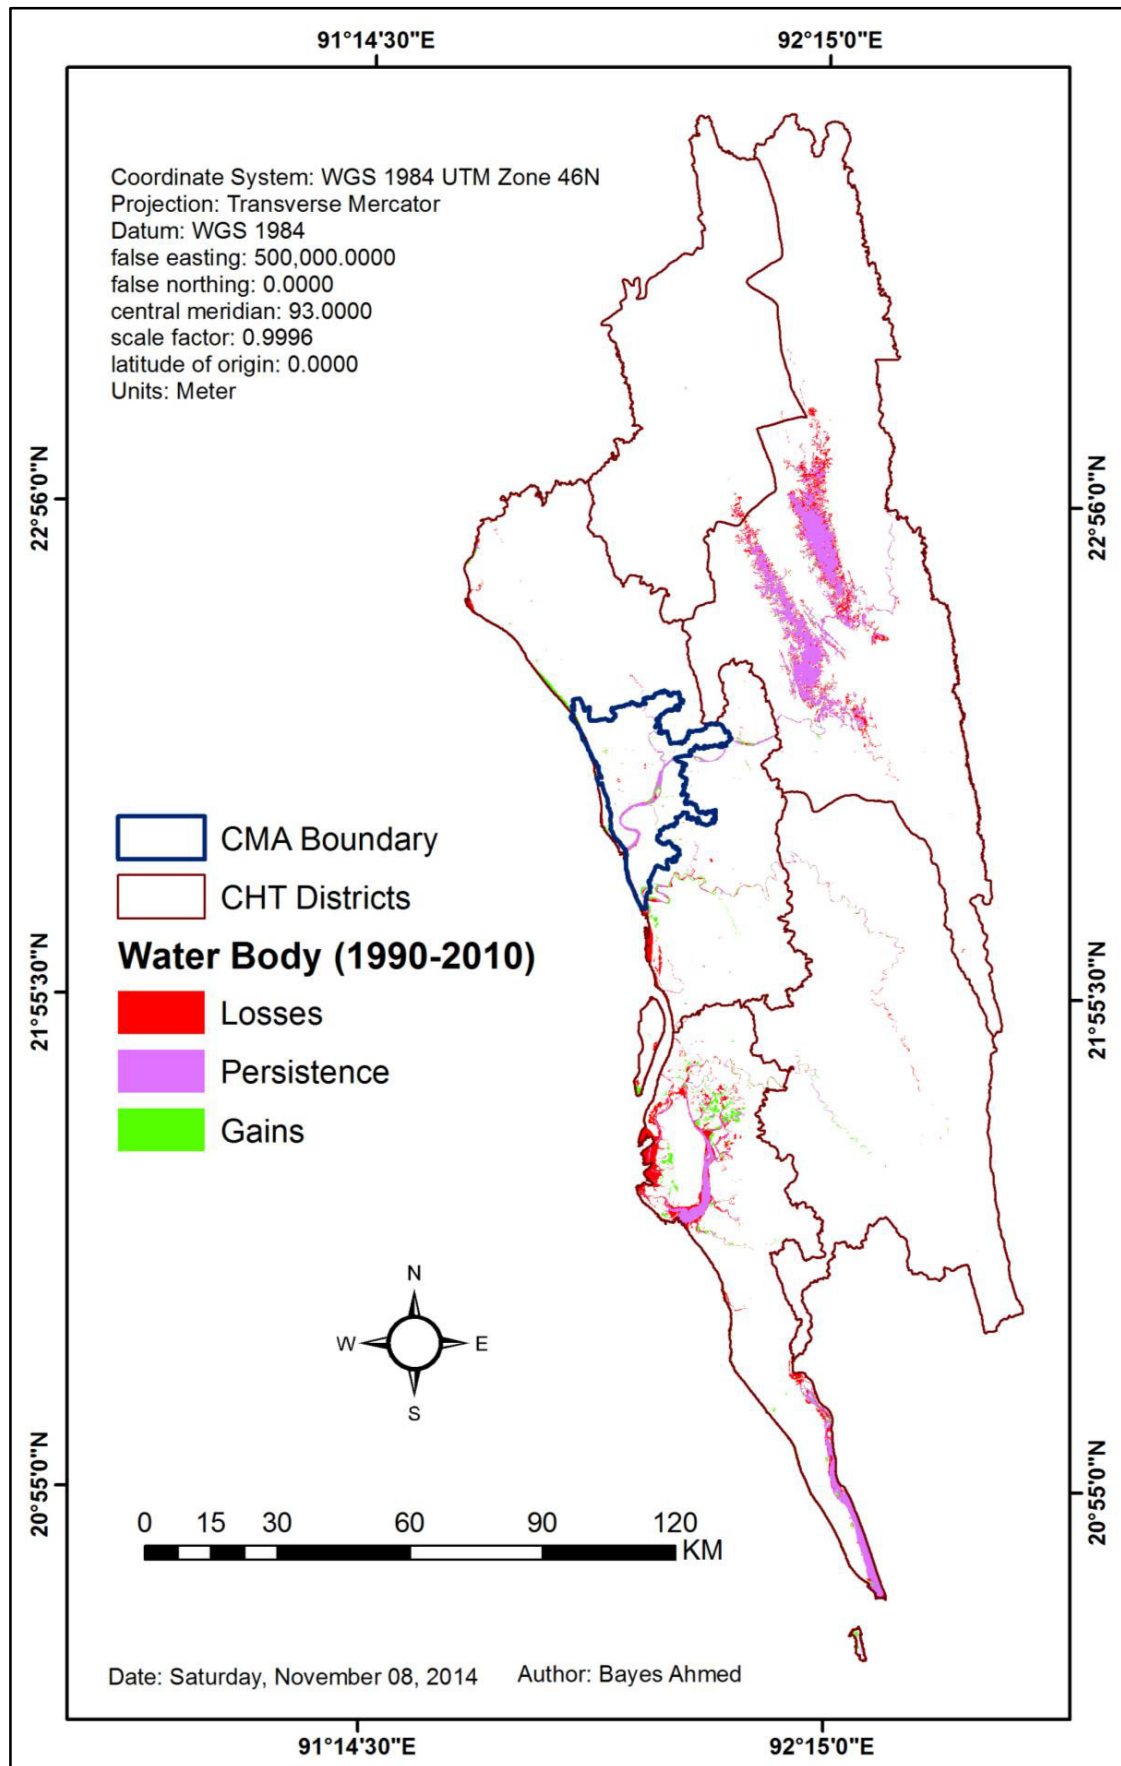 91°14'30"E
92°15'0"E
Coordinate System: WGS 1984 UTM Zone 46N
Projection: Transverse Mercator
Datum: WGS 1984
false easting: 500,000.0000
false northing: 0.0000
central meridian: 93.0000
scale factor: 0.9996
latitude of origin: 0.0000
Units: Meter
22°56'0"N
22°56'0"N
CMA Boundary
CHT Districts
Water Body (1990-2010)
Losses
Persistence
Gains
21°55'30"N
21°55'30"N
N
W
E
S
20°55'0"N
20°55'0"N
0 15 30 60 90 120
KM
Date: Saturday, November 08, 2014
Author: Bayes Ahmed
91°14'30"E
92°15'0"E